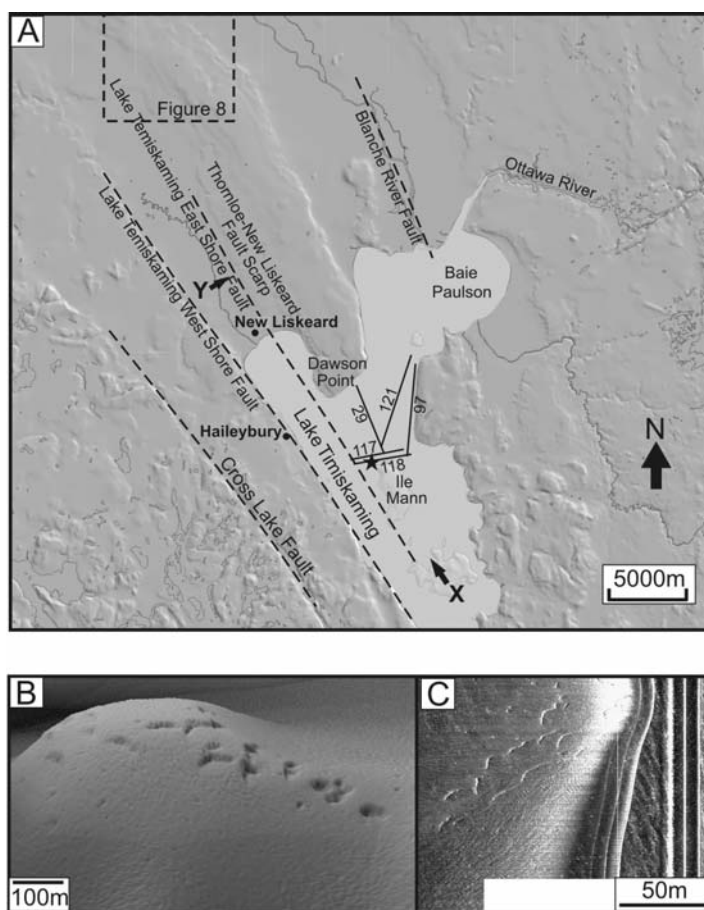 A
Figure 8
Lake Temiskaming East Shore Fault
Thornloe-New Liskeard
Fault Scarp
Blanche River Fault
Ottawa River
Lake Temiskaming West Shore Fault
Y
Baie
Paulson
New Liskeard
Dawson
Point
29
121
97
Haileybury
Lake Timiskaming
117
118
Ile
Mann
N
Cross Lake Fault
X
5000m
B
100m
C
50m